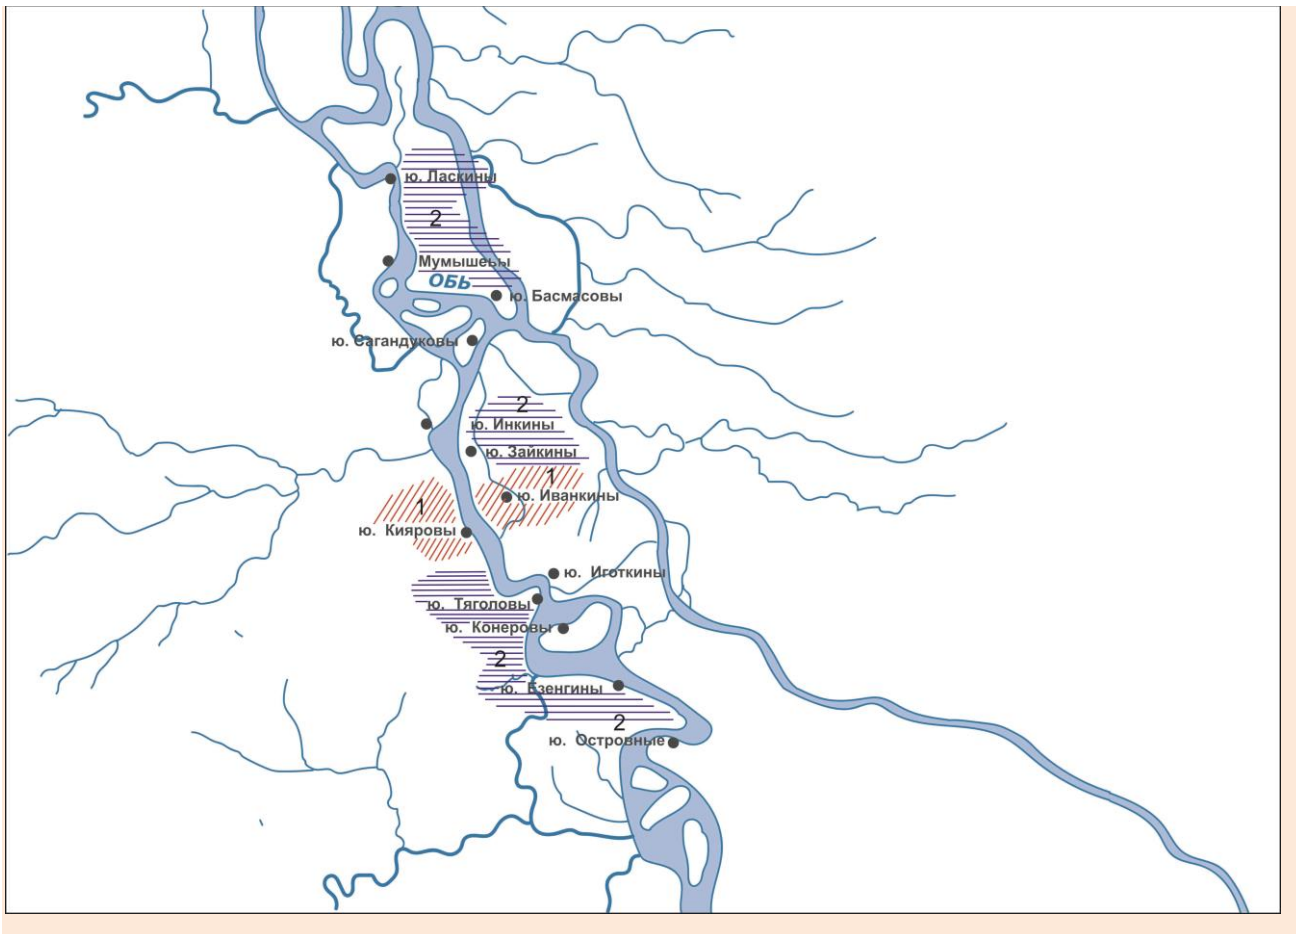 ю. Ласкины
2
Мумышевы
ОБЬ
ю. Басмасовы
ю. Сагандуковы
2
ю. Инкины
ю. Зайкины
1
ю. Иванкины
1
ю. Кияровы
ю. Иготкины
ю. Тяголовы
ю. Конеровы
2
ю. Езенгины
2
ю. Островные